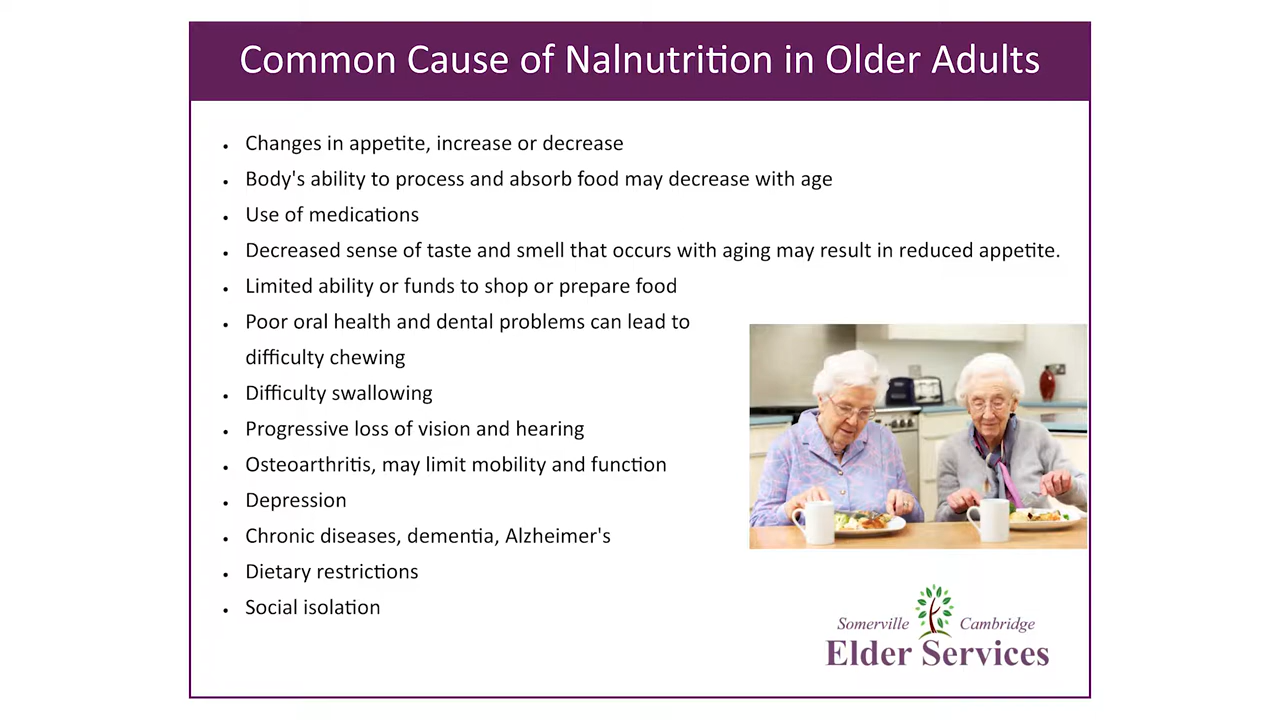 Common Cause of Nalnutrition in Older Adults
Changes in appetite, increase or decrease
Body's ability to process and absorb food may decrease with age
Use of medications
Decreased sense of taste and smell that occurs with aging may result in reduced appetite.
Limited ability or funds to shop or prepare food
Poor oral health and dental problems can lead to
difficulty chewing
Difficulty swallowing
Progressive loss of vision and hearing
Osteoarthritis, may limit mobility and function
Depression
Chronic diseases, dementia, Alzheimer's
Dietary restrictions
Social isolation
Somerville Cambridge
Elder Services